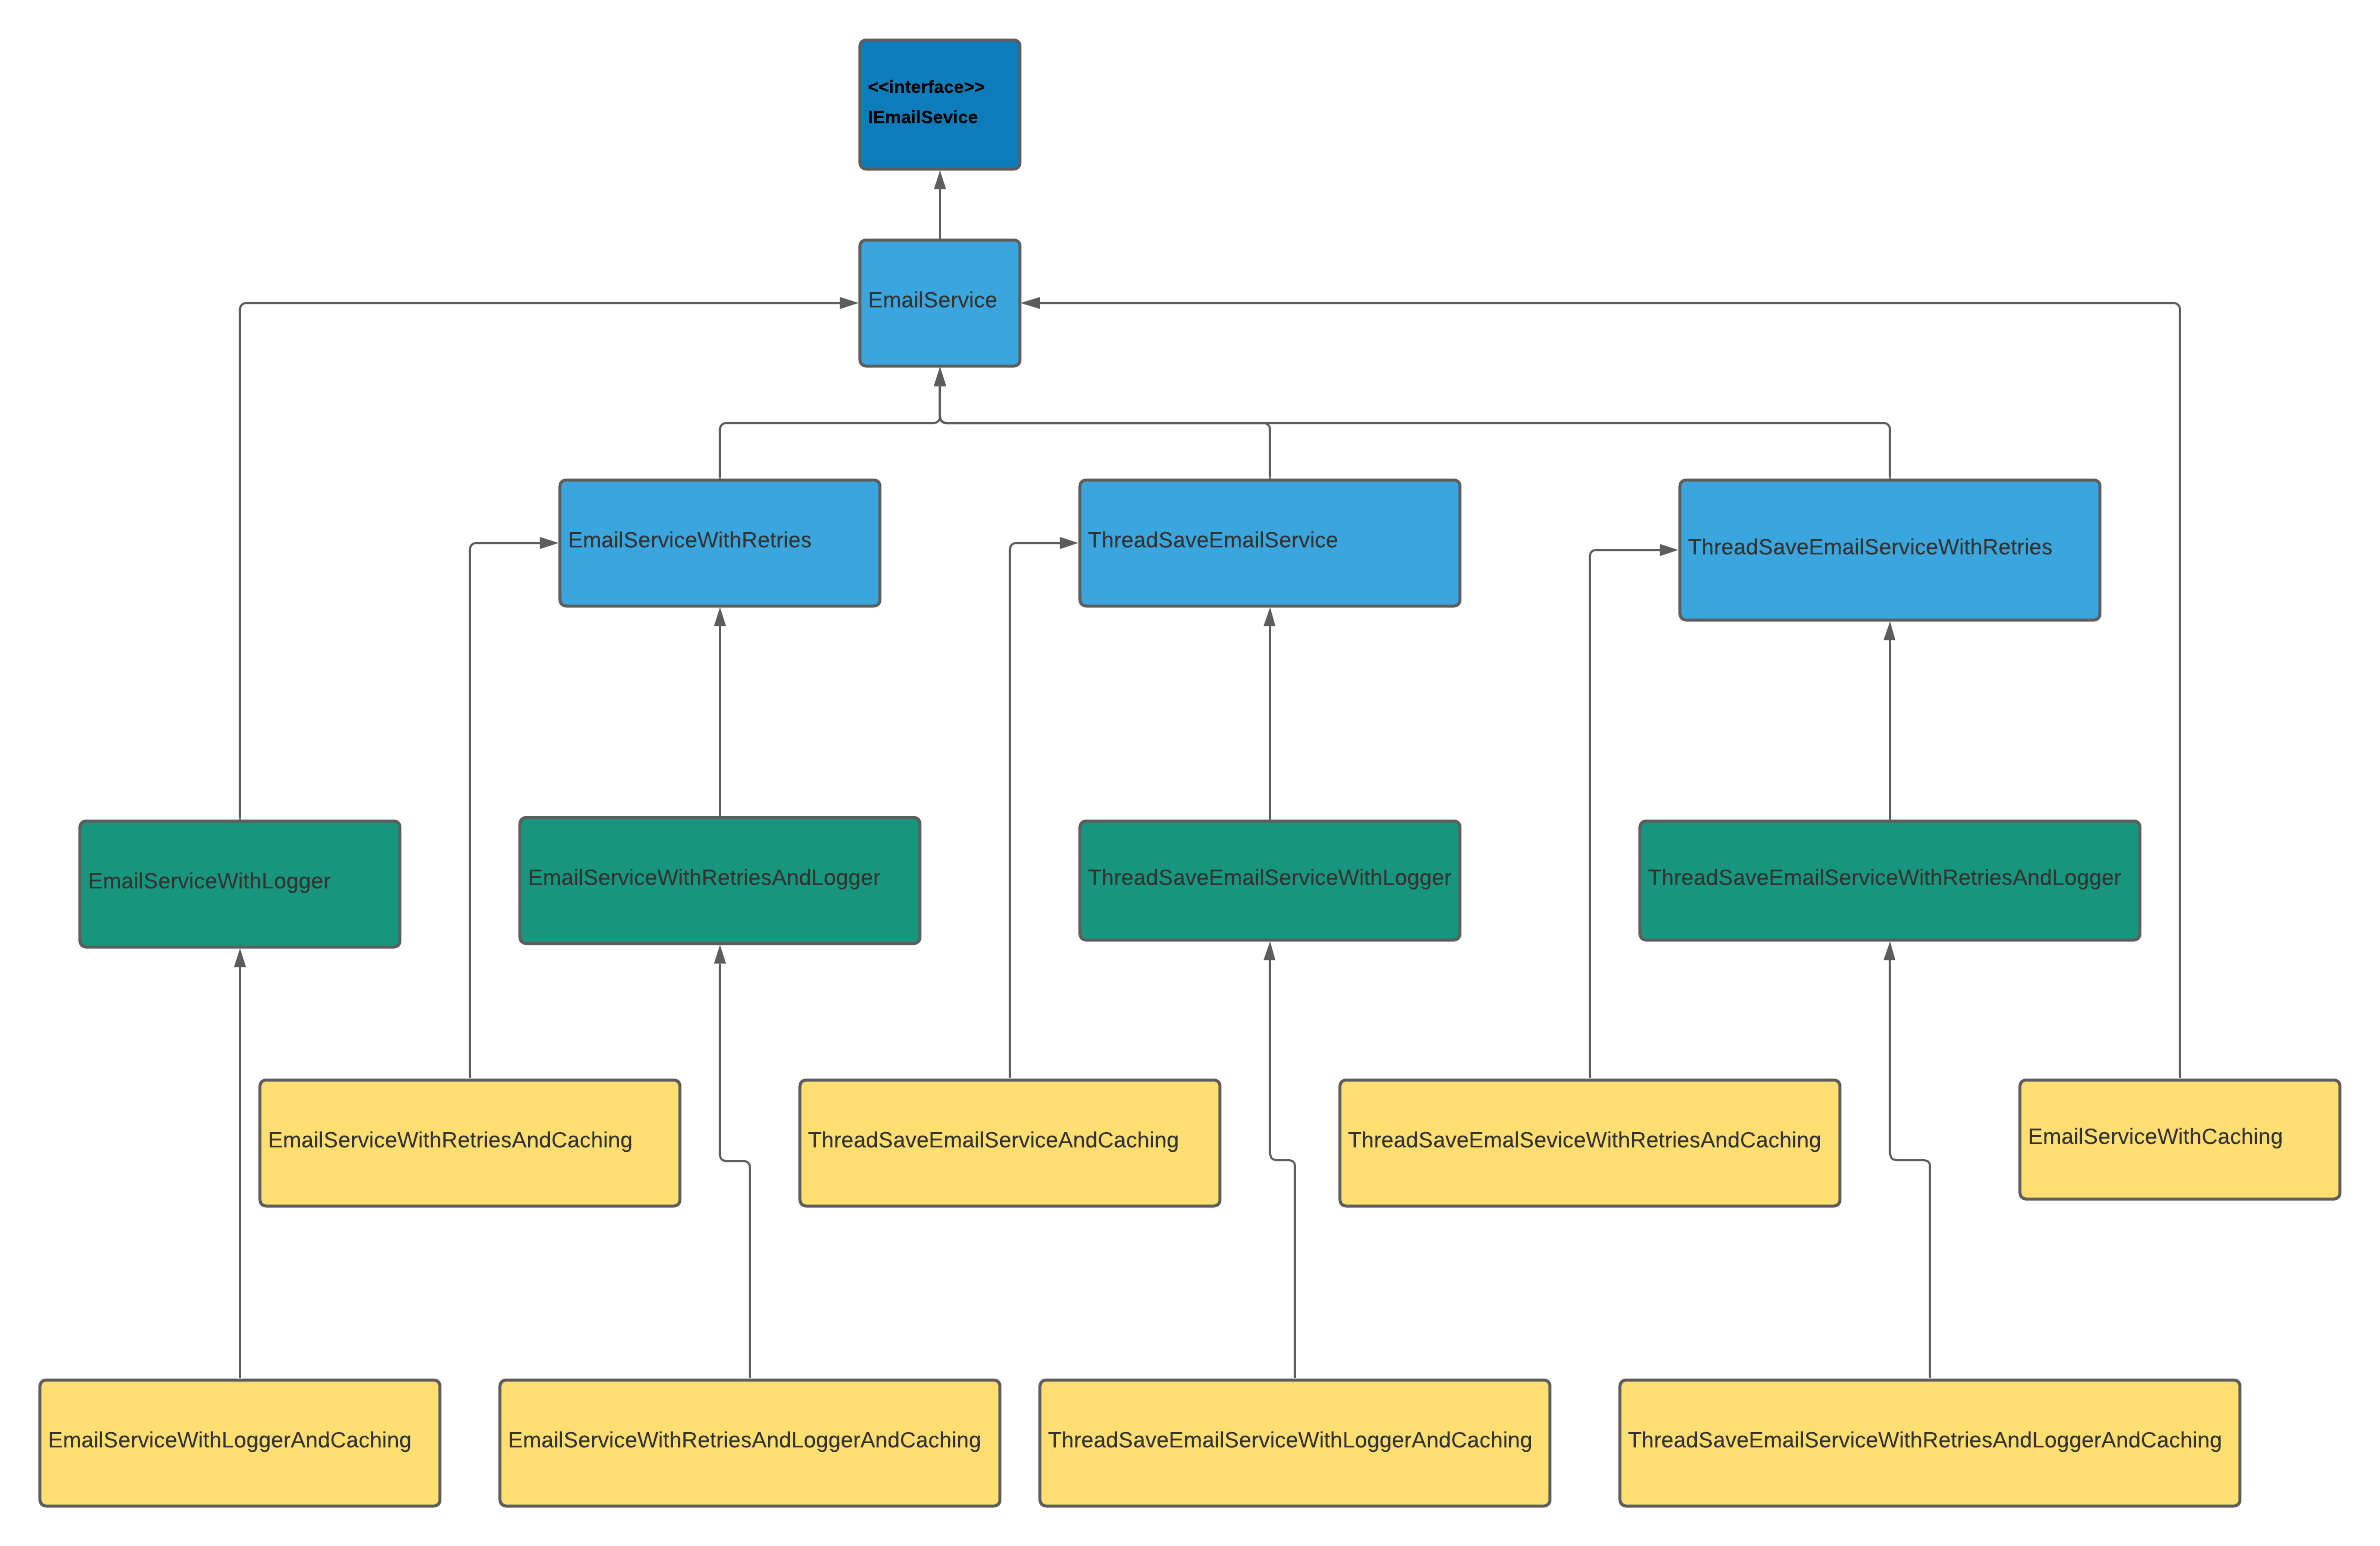 <<interface>>
IEmailSevice
EmailService
EmailServiceWithRetries
ThreadSaveEmailService
ThreadSaveEmailServiceWithRetries
EmailServiceWithLogger
EmailServiceWithRetriesAndLogger
ThreadSaveEmailServiceWithLogger
ThreadSaveEmailServiceWithRetriesAndLogger
EmailServiceWithRetriesAndCaching
ThreadSaveEmailServiceAndCaching
ThreadSaveEmalSeviceWithRetriesAndCaching
EmailServiceWithCaching
EmailServiceWithLoggerAndCaching
EmailServiceWithRetriesAndLoggerAndCaching
ThreadSaveEmailServiceWithLoggerAndCaching
ThreadSaveEmailServiceWithRetriesAndLoggerAndCaching